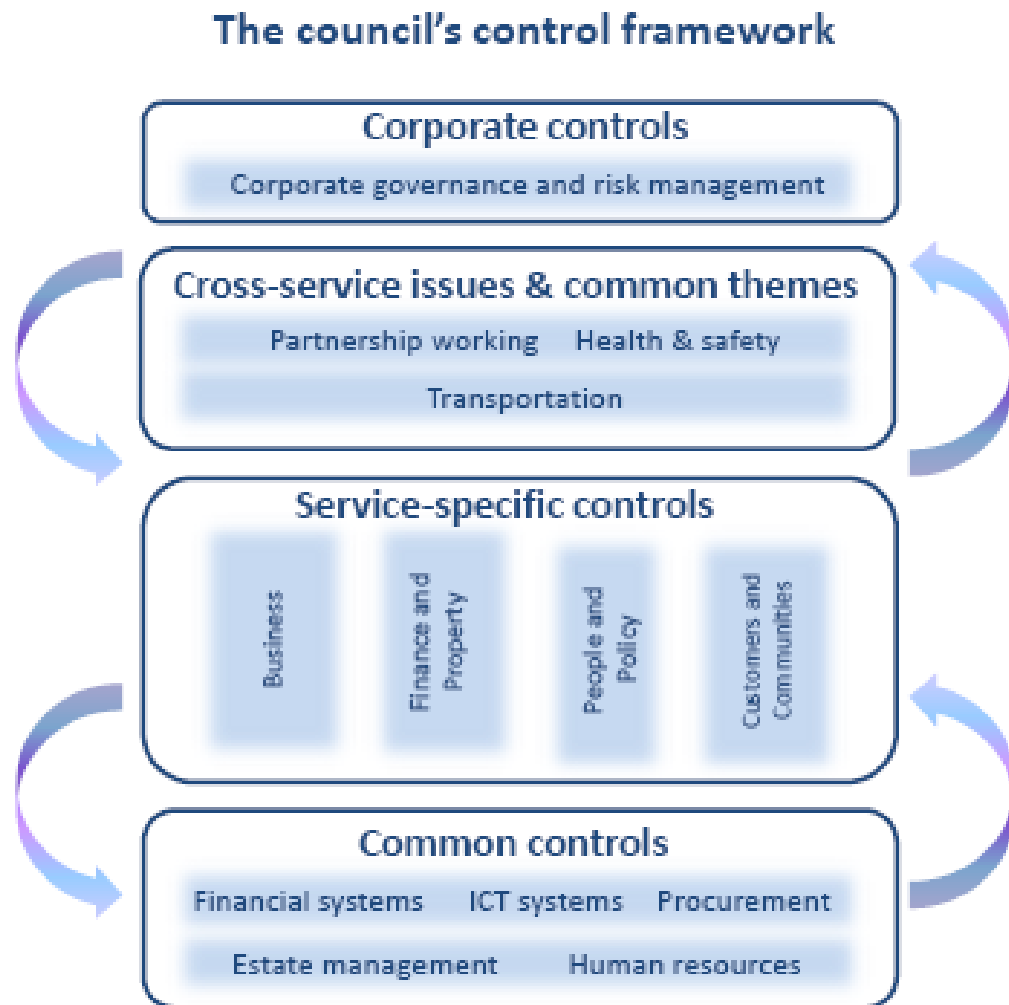 The council's control framework
Corporate controls
Corporate governance and risk management
Cross-service issues & common themes
Partnership working Health & safety
Transportation
Service-specific controls
Business
Finance and
Property
People and
Policy
Customers and
Communities
Common controls
Financial systems ICT systems Procurement
Estate management Human resources